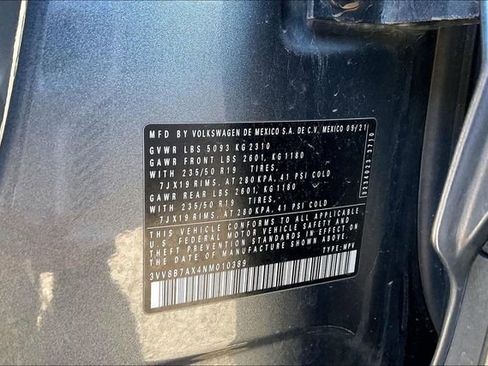 MFD BY VOLKSWAGEN DE MEXICO S.A. DE C.V. MEXICO 09/21
GVWR LBS 5093 KG 2310
GAWR FRONT LBS 2601, KG 1180
WITH 235/50 R19 TIRES.
7JX19 RIMS, AT 280 KPA, 41 PSI COLD
GAWR REAR LBS 2601, KG 1180
WITH 235/50 R19 TIRES.
7JX19 RIMS, AT 280 KPA, 41 PSI COLD
THIS VEHICLE CONFORMS TO ALL APPLICABLE
U.S. FEDERAL MOTOR VEHICLE SAFETY AND
THEFT PREVENTION STANDARDS IN EFFECT ON
THE DATE OF MANUFACTURE SHOWN ABOVE.
3VV8B7AX4NM010389 TYPE: MPV